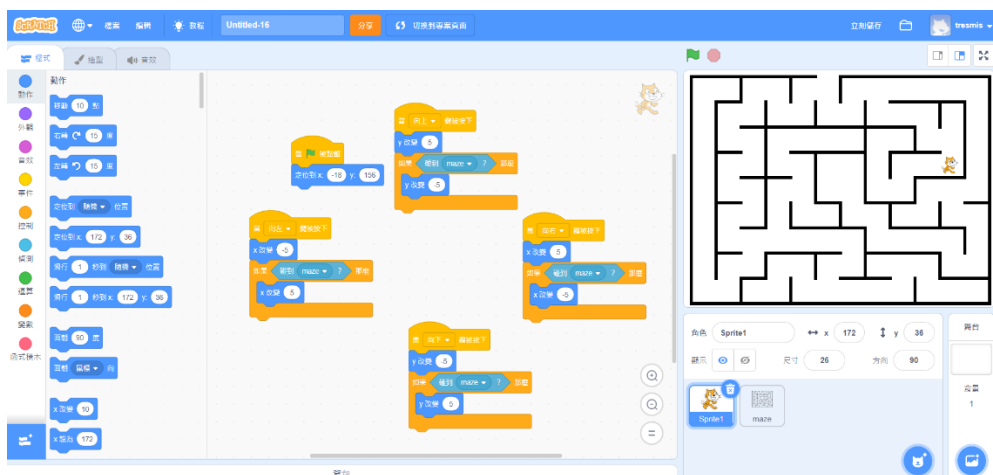 SCRATCH
檔案
編輯
教程
Untitled-16
分享
切換到專案頁面
立即儲存
tresmis
程式
造型
音效
動作
外觀
音效
事件
控制
偵測
運算
變數
函式積木
動作
移動 10 點
右轉 15 度
左轉 15 度
定位到 隨機 位置
定位到 x: 172 y: 36
滑行 1 秒到 隨機 位置
滑行 1 秒到 x: 172 y: 36
面朝 90 度
面朝 鼠標 向
x 改變 10
x 設為 172
當 被點擊
定位到 x: -18 y: 156
當 向上 鍵被按下
y 改變 5
如果 碰到 maze ? 那麼
y 改變 -5
當 向左 鍵被按下
x 改變 -5
如果 碰到 maze ? 那麼
x 改變 5
當 向右 鍵被按下
x 改變 5
如果 碰到 maze ? 那麼
x 改變 -5
當 向下 鍵被按下
y 改變 -5
如果 碰到 maze ? 那麼
y 改變 5
角色 Sprite1 x 172 y 36
顯示 尺寸 26 方向 90
Sprite1
maze
舞台
背景
1